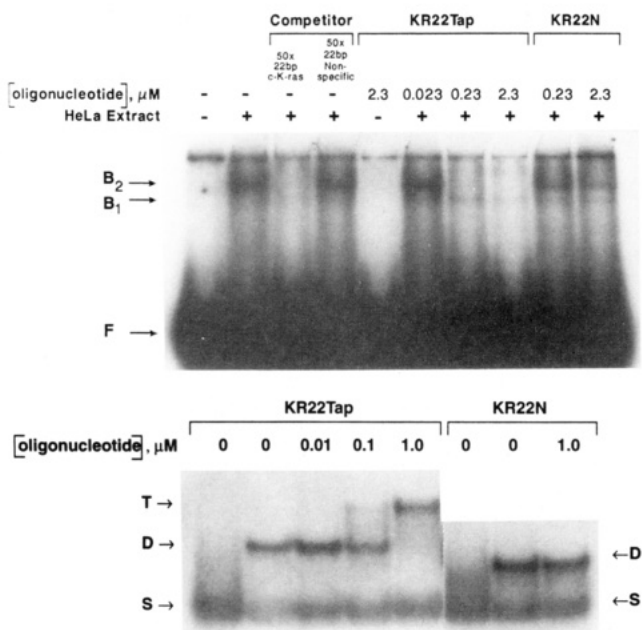 Competitor KR22Tap KR22N
50x 22bp c-K-ras
50x 22bp Non-specific
[oligonucleotide], μM - - - - 2.3 0.023 0.23 2.3 0.23 2.3
HeLa Extract - + + + - + + + + +
B2 →
B1 →
F →
KR22Tap KR22N
[oligonucleotide], μM 0 0 0.01 0.1 1.0 0 0 1.0
T →
D → ←D
S → ←S